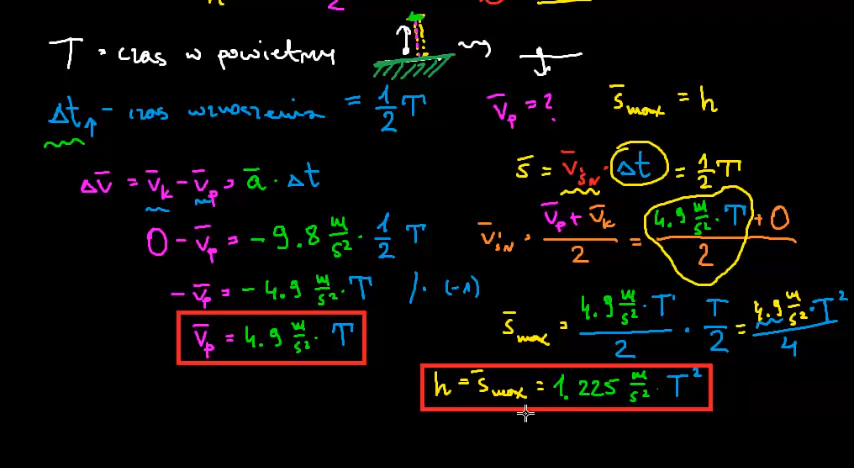 T = czas w powietrzu
Δt↑ - czas wznoszenia = 1/2 T
v̄p = ?
s̄max = h
s̄ = v̄śr · Δt = 1/2 T
Δv̄ = v̄k - v̄p = ā · Δt
v̄śr = (v̄p + v̄k)/2 = (4.9 m/s² · T + 0)/2
0 - v̄p = -9.8 m/s² · 1/2 T
-v̄p = -4.9 m/s² · T /· (-1)
v̄p = 4.9 m/s² · T
s̄max = (4.9 m/s² · T)/2 · T/2 = (4.9 m/s² · T²)/4
h = s̄max = 1.225 m/s² · T²